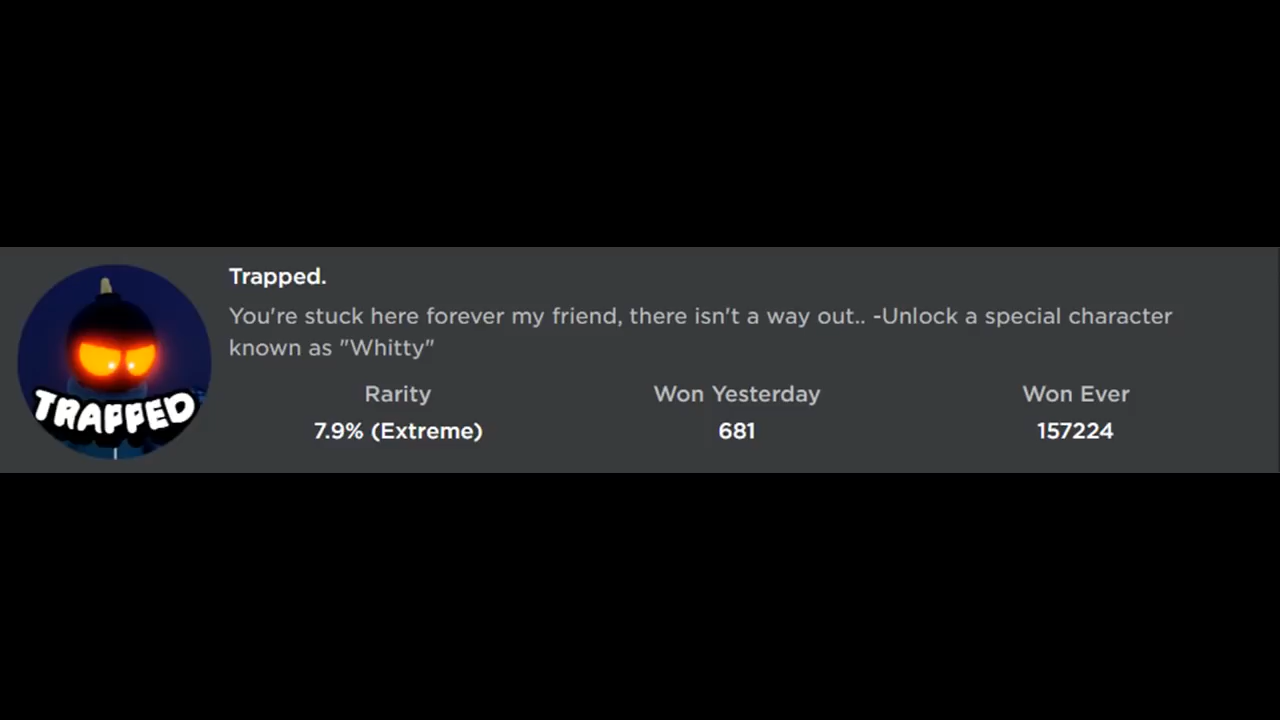 Trapped.
You're stuck here forever my friend, there isn't a way out.. -Unlock a special character
known as "Whitty"
Rarity Won Yesterday Won Ever
7.9% (Extreme) 681 157224
TRAPPED